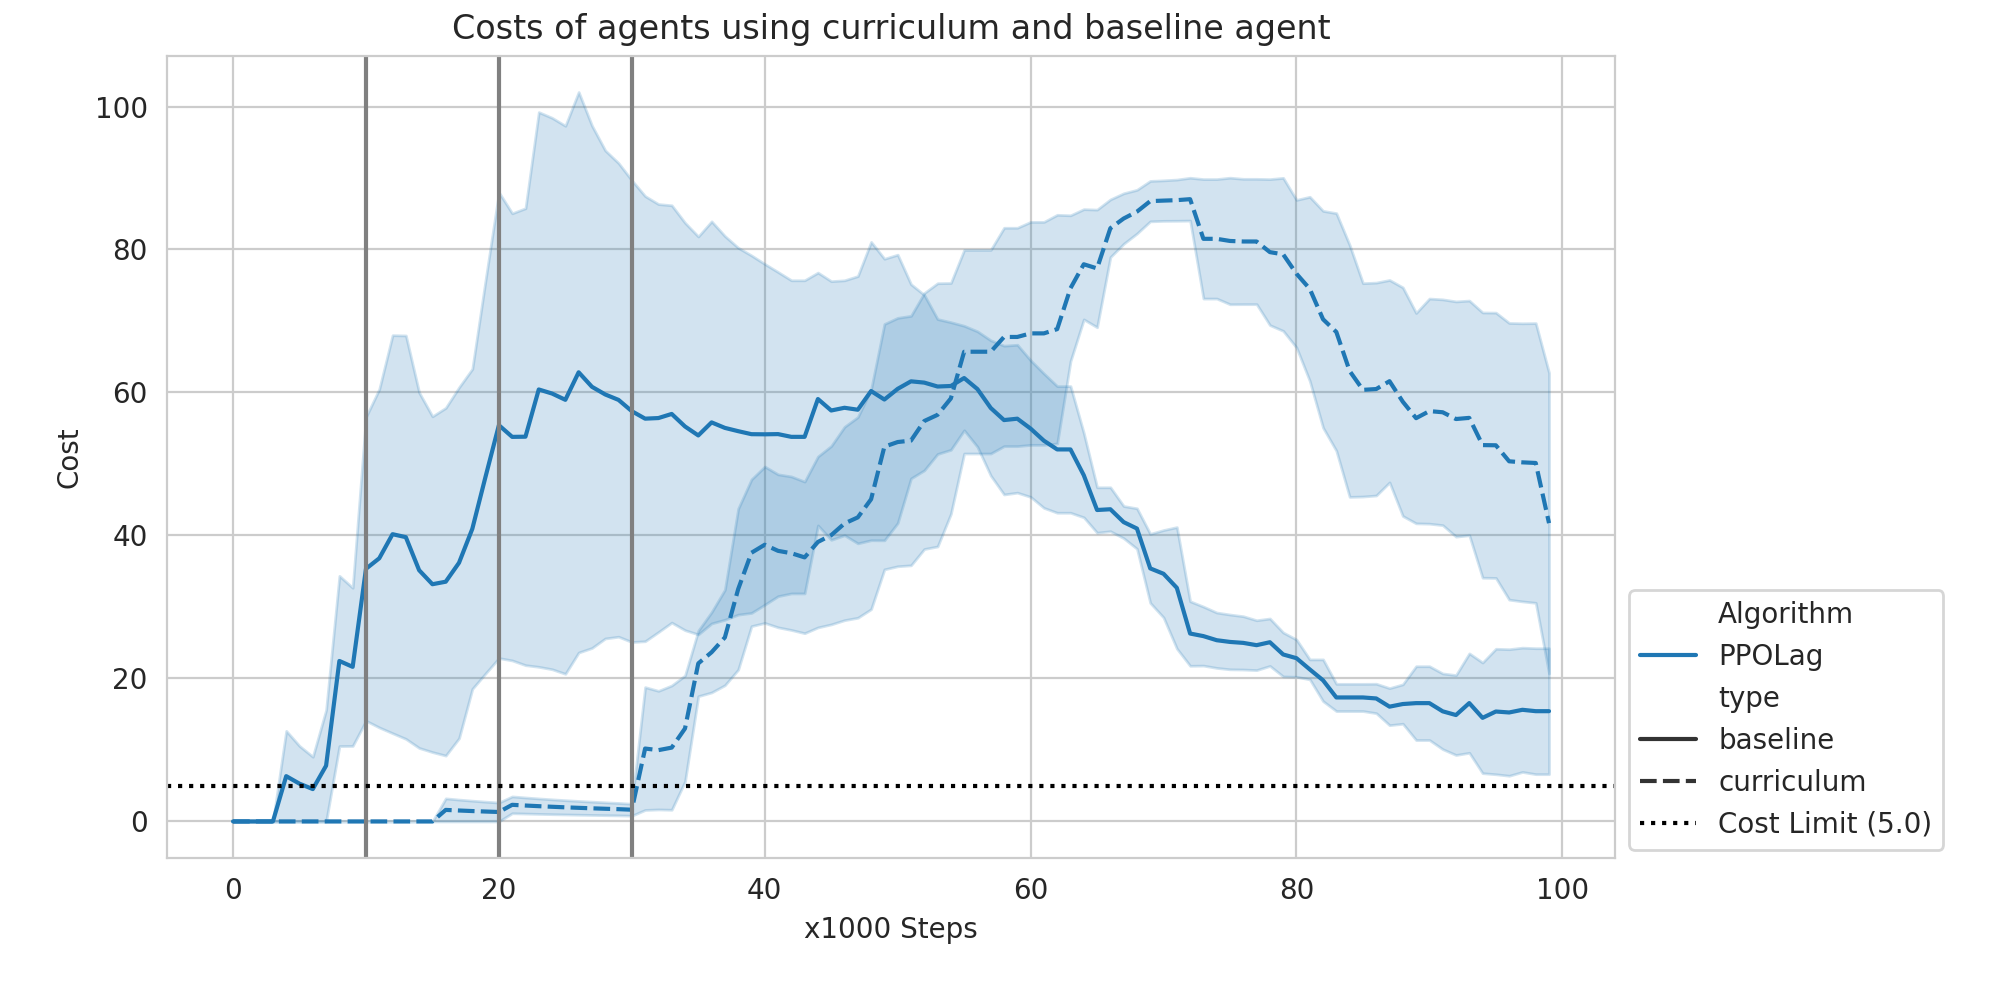 Costs of agents using curriculum and baseline agent
100
80
60
40
20
0
Cost
0 20 40 60 80 100
x1000 Steps
Algorithm
PPOLag
type
baseline
curriculum
Cost Limit (5.0)